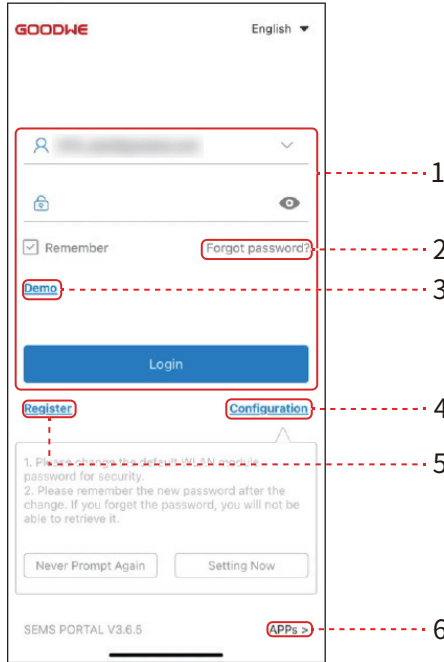 GOODWE English
1
Remember Forgot password? 2
Demo 3
Login
Register Configuration 4
1. Please change the default WLAN module 5
password for security.
2. Please remember the new password after the
change. If you forget the password, you will not be
able to retrieve it.
Never Prompt Again Setting Now
SEMS PORTAL V3.6.5 APPs > 6